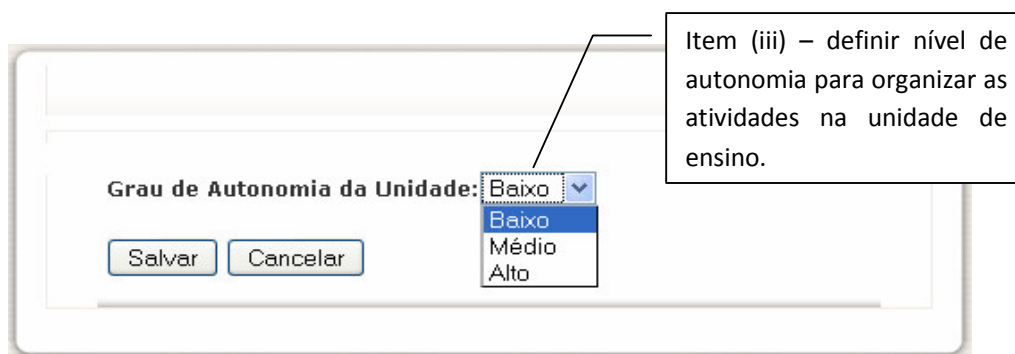 Item (iii) – definir nível de
autonomia para organizar as
atividades na unidade de
ensino.
Grau de Autonomia da Unidade: Baixo
Baixo
Médio
Alto
Salvar Cancelar